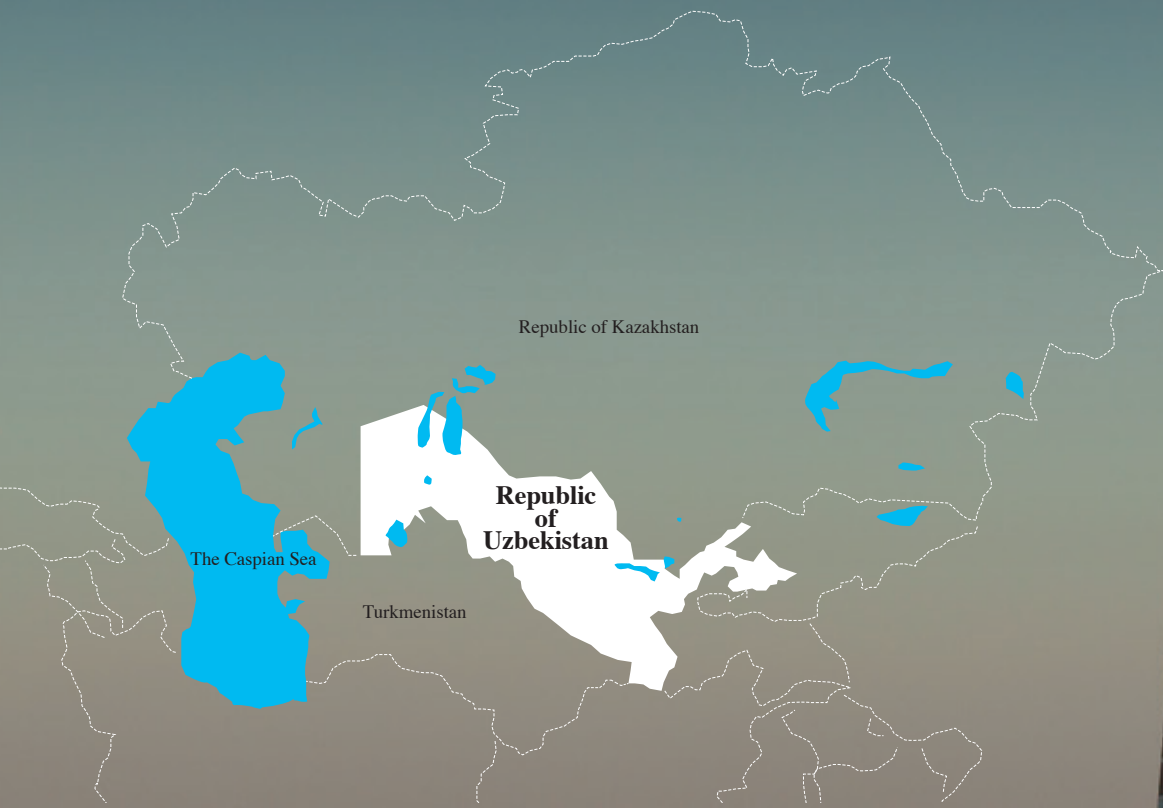 Republic of Kazakhstan
Republic
of
Uzbekistan
The Caspian Sea
Turkmenistan